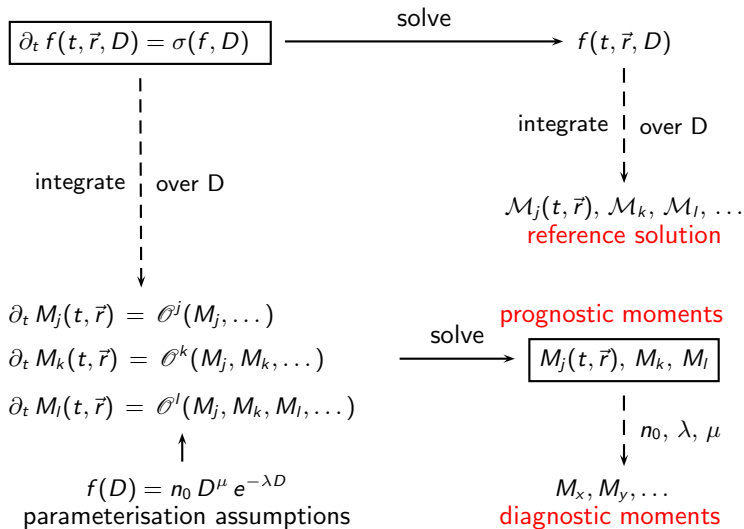 solve
∂ₜ f(t, r⃗, D) = σ(f, D)
f(t, r⃗, D)
integrate over D
integrate over D
ℳⱼ(t, r⃗), ℳₖ, ℳₗ, ...
reference solution
∂ₜ Mⱼ(t, r⃗) = 𝒪ʲ(Mⱼ, ...)
∂ₜ Mₖ(t, r⃗) = 𝒪ᵏ(Mⱼ, Mₖ, ...)
∂ₜ Mₗ(t, r⃗) = 𝒪ˡ(Mⱼ, Mₖ, Mₗ, ...)
solve
prognostic moments
Mⱼ(t, r⃗), Mₖ, Mₗ
n₀, λ, μ
f(D) = n₀ D^μ e^(−λD)
parameterisation assumptions
Mₓ, M_y, ...
diagnostic moments